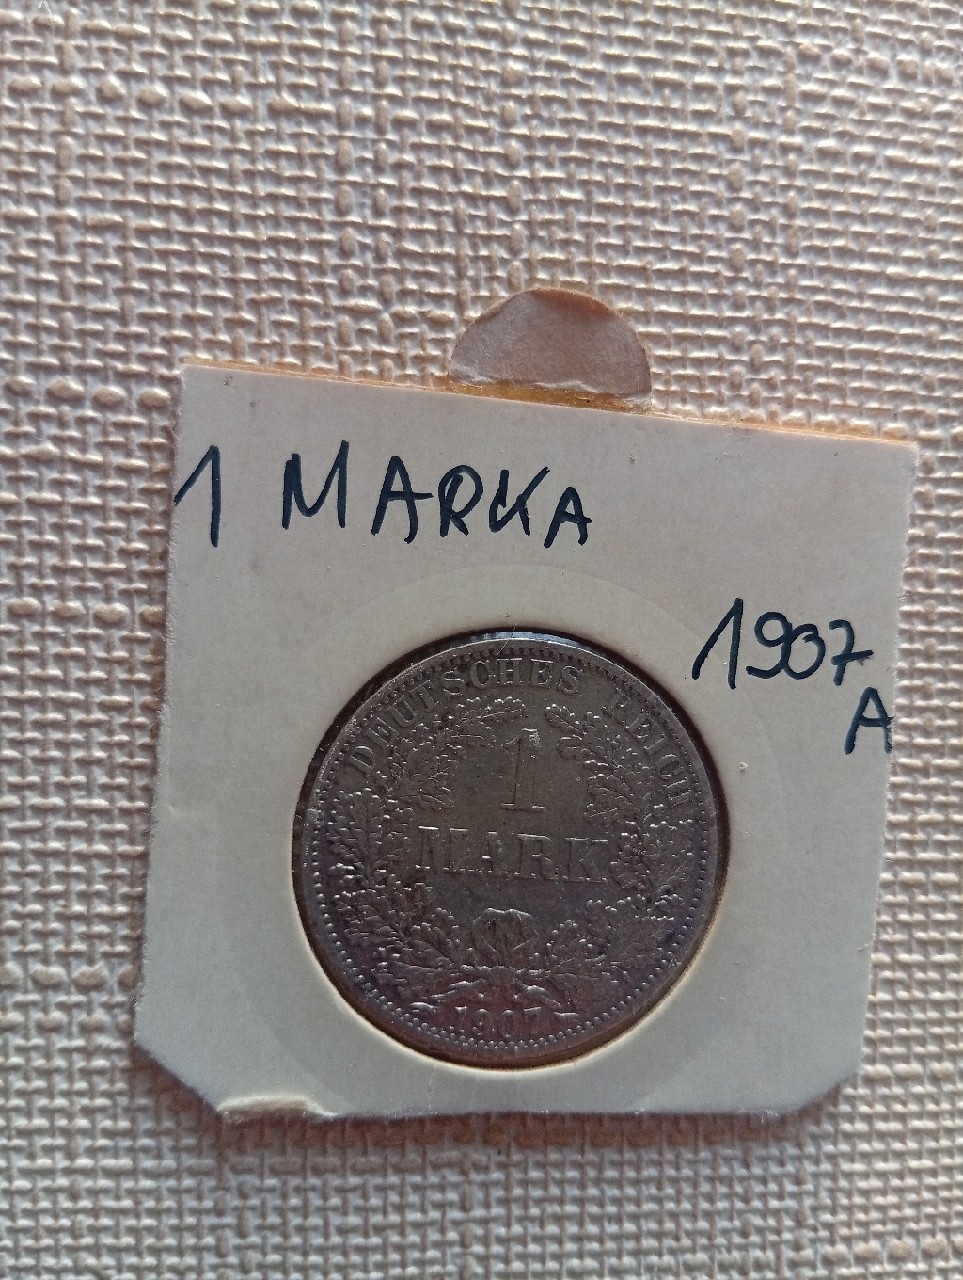 1 MARKA
1907
A
DEUTSCHES REICH
1
MARK
1907